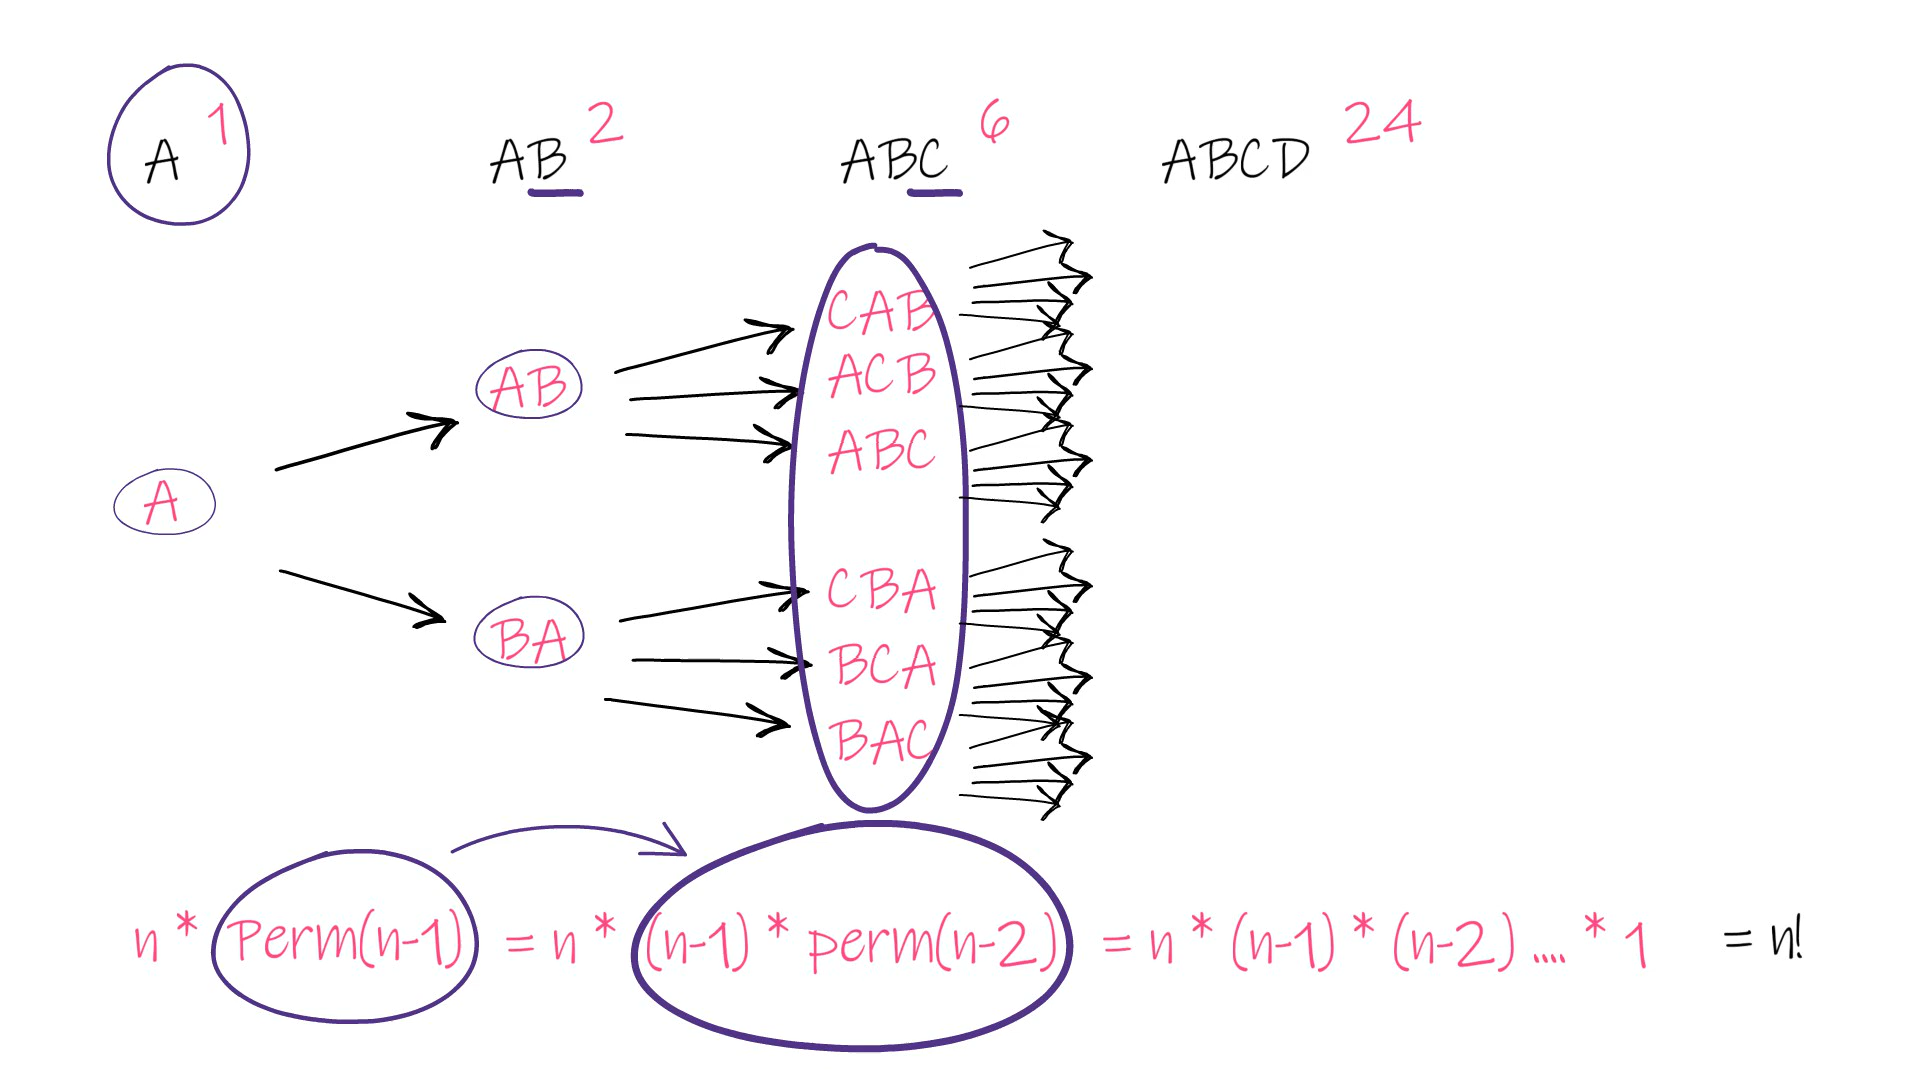 A 1 AB 2 ABC 6 ABCD 24
CAB
ACB
AB
ABC
A
CBA
BA
BCA
BAC
n * Perm(n-1) = n * (n-1) * perm(n-2) = n * (n-1) * (n-2) .... * 1 = n!